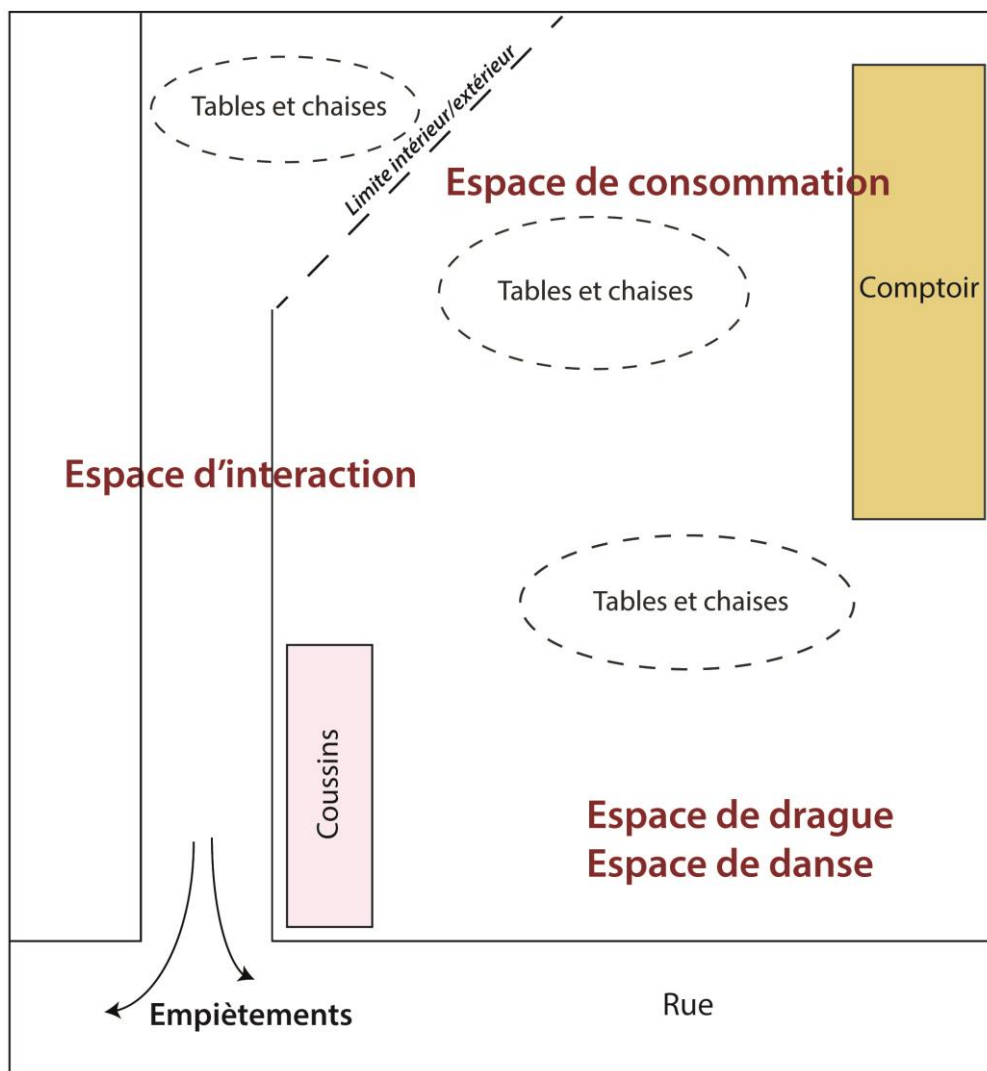 Tables et chaises
Limite intérieur/extérieur
Espace de consommation
Tables et chaises
Comptoir
Espace d'interaction
Tables et chaises
Coussins
Espace de drague
Espace de danse
Empiètements
Rue